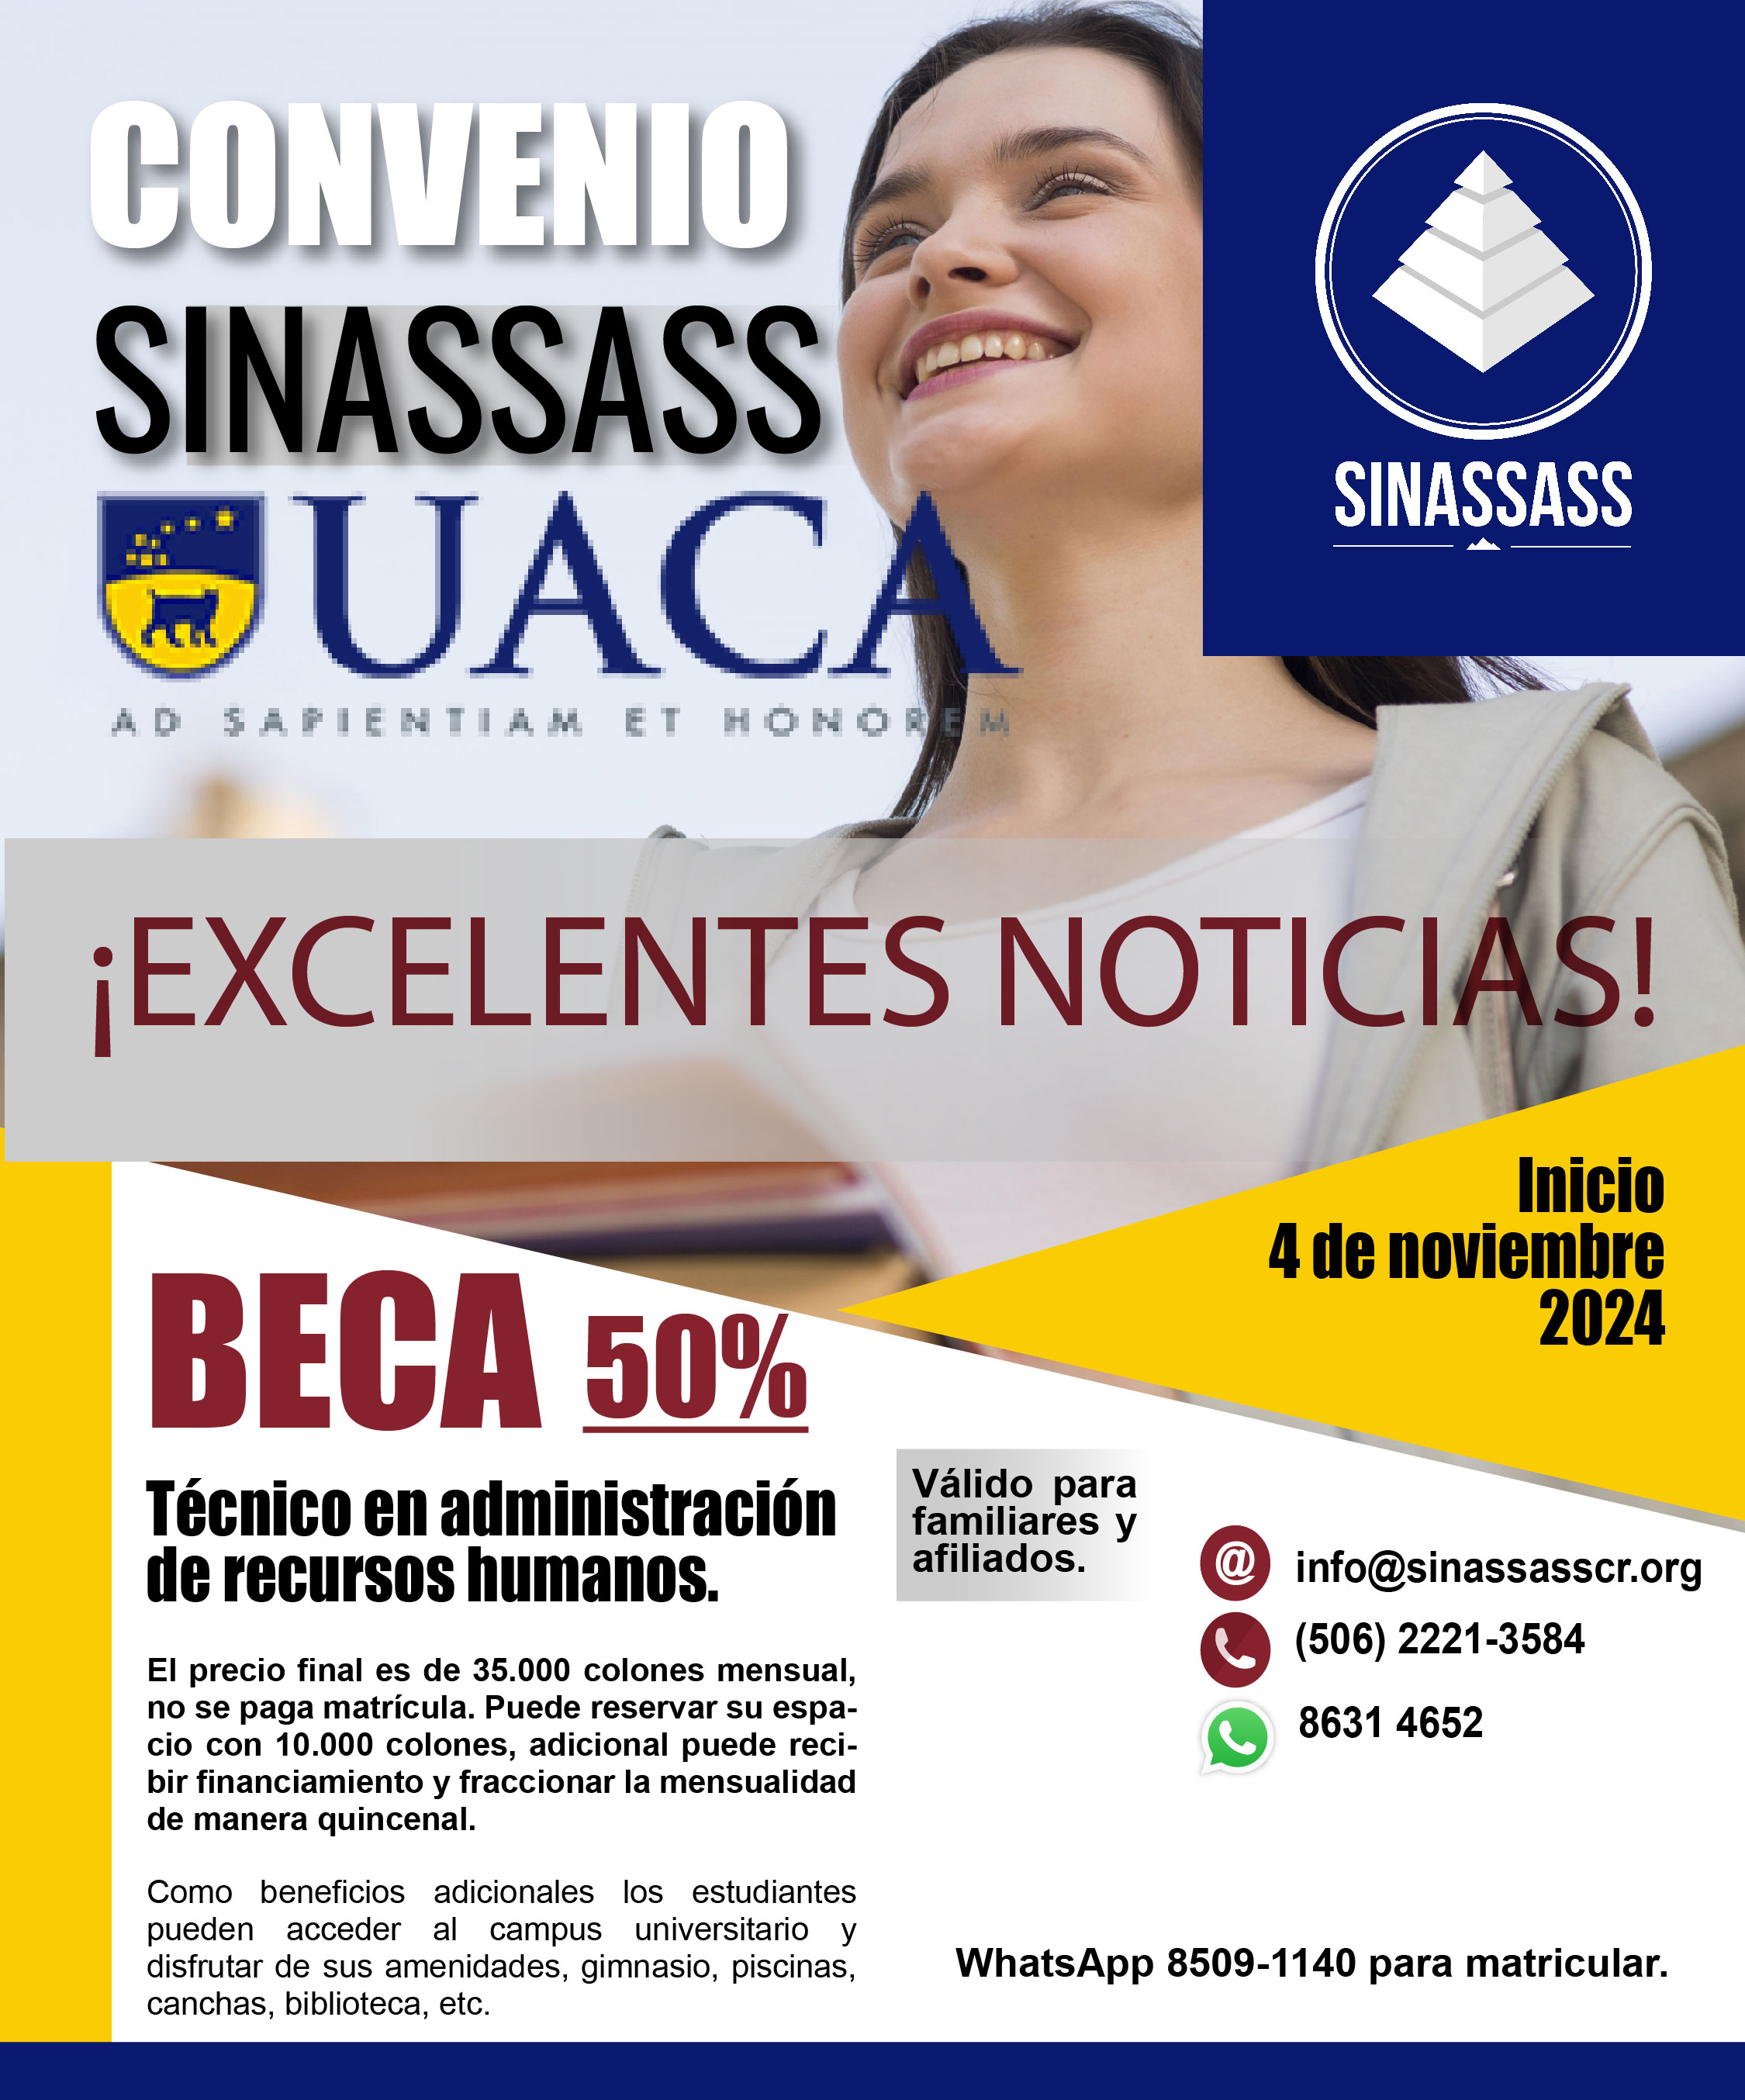 CONVENIO
SINASSASS
UACA
AD SAPIENTIAM ET HONOREM
SINASSASS
¡EXCELENTES NOTICIAS!
Inicio
4 de noviembre
2024
BECA 50%
Técnico en administración
de recursos humanos.
Válido para
familiares y
afiliados.
El precio final es de 35.000 colones mensual,
no se paga matrícula. Puede reservar su espa-
cio con 10.000 colones, adicional puede reci-
bir financiamiento y fraccionar la mensualidad
de manera quincenal.
Como beneficios adicionales los estudiantes
pueden acceder al campus universitario y
disfrutar de sus amenidades, gimnasio, piscinas,
canchas, biblioteca, etc.
@ info@sinassasscr.org
(506) 2221-3584
8631 4652
WhatsApp 8509-1140 para matricular.